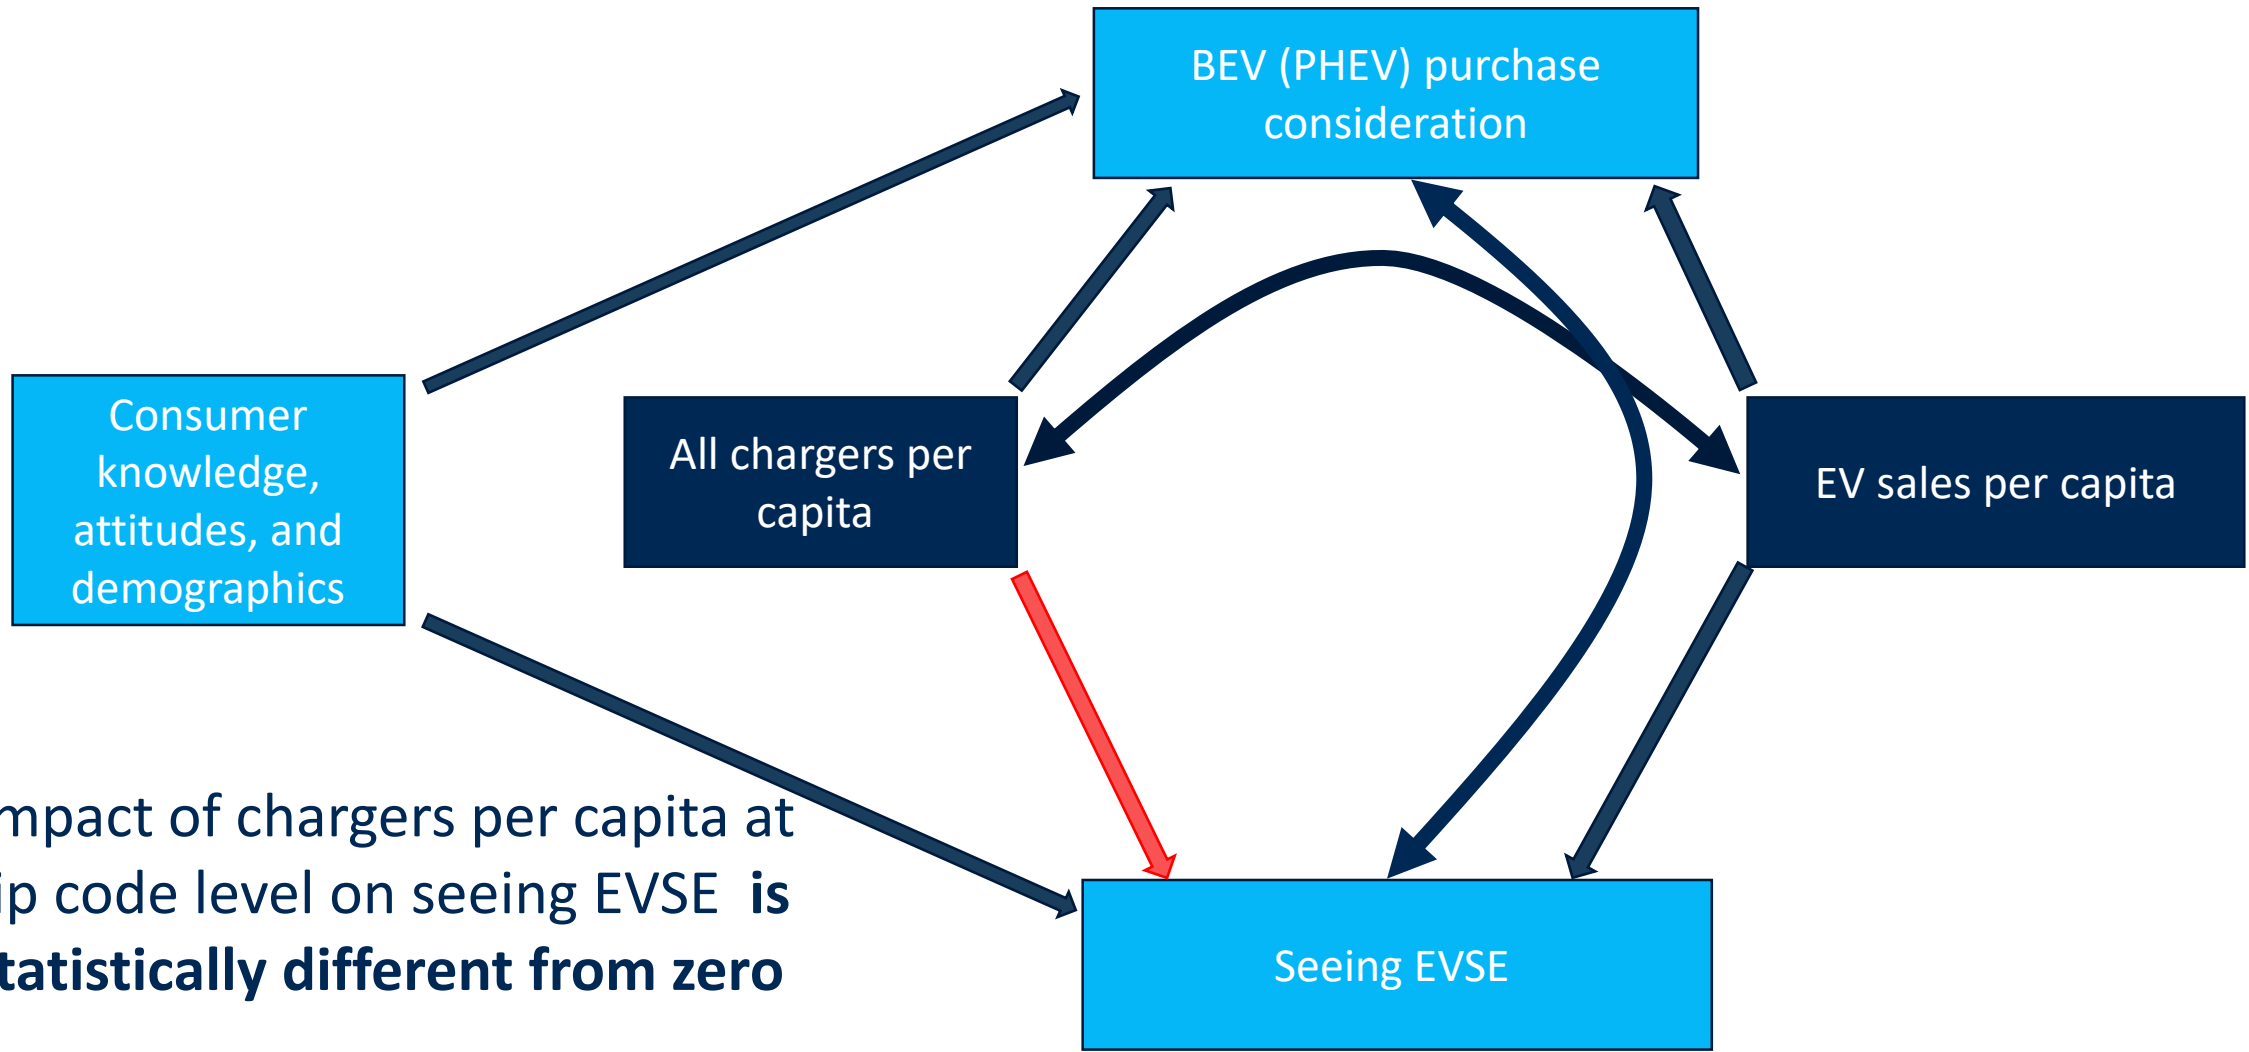 BEV (PHEV) purchase
consideration
Consumer
knowledge,
attitudes, and
demographics
All chargers per
capita
EV sales per capita
mpact of chargers per capita at
ip code level on seeing EVSE is
tatistically different from zero
Seeing EVSE